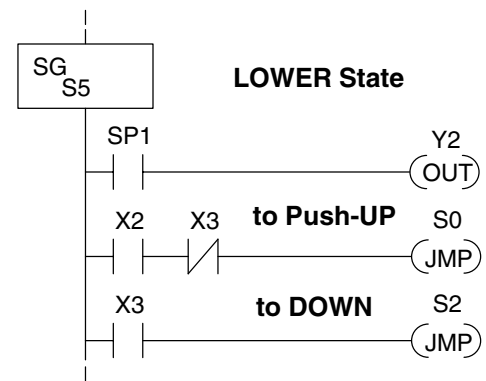 SG
S5
LOWER State
SP1
Y2
OUT
X2 X3 to Push-UP S0
JMP
X3 to DOWN S2
JMP